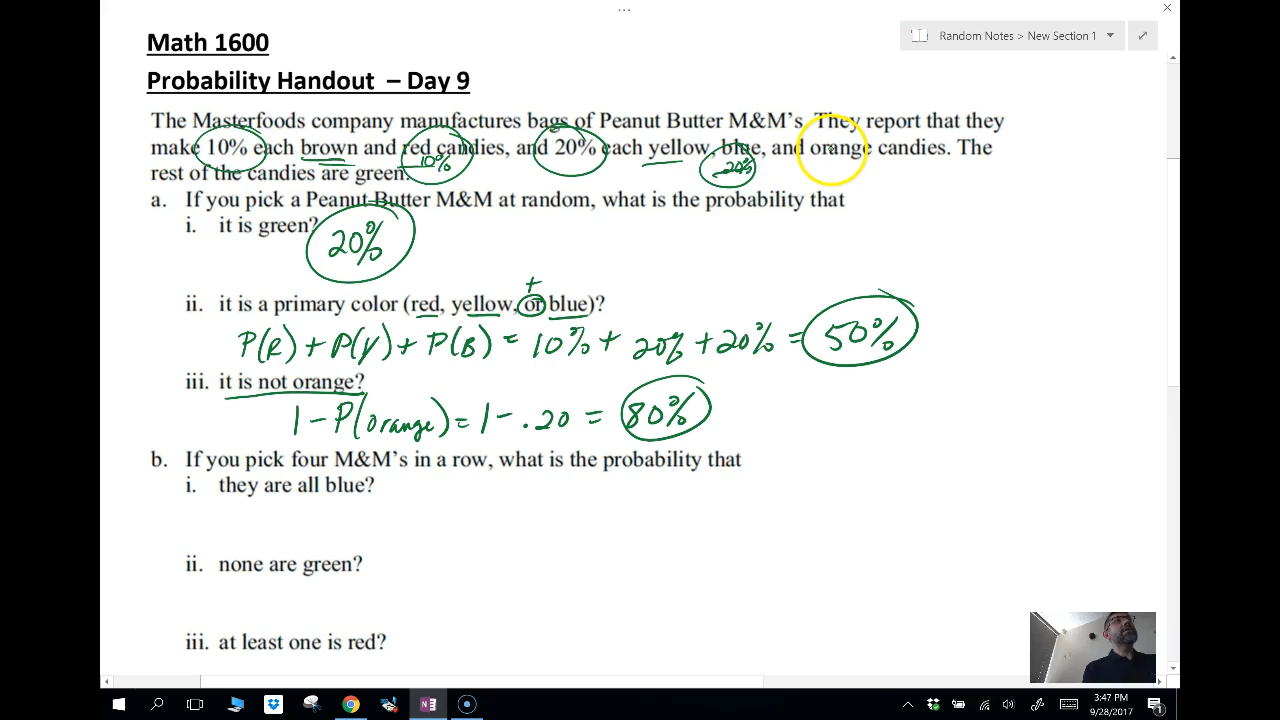 Math 1600
Random Notes > New Section 1
Probability Handout – Day 9
The Masterfoods company manufactures bags of Peanut Butter M&M's. They report that they
make 10% each brown and red candies, and 20% each yellow, blue, and orange candies. The
10%
20%
rest of the candies are green.
a. If you pick a Peanut Butter M&M at random, what is the probability that
i. it is green?
20%
+
ii. it is a primary color (red, yellow, or blue)?
P(R) + P(Y) + P(B) = 10% + 20% + 20% = 50%
iii. it is not orange?
1 - P(orange) = 1 - .20 = 80%
b. If you pick four M&M's in a row, what is the probability that
i. they are all blue?
ii. none are green?
iii. at least one is red?
3:47 PM
9/28/2017